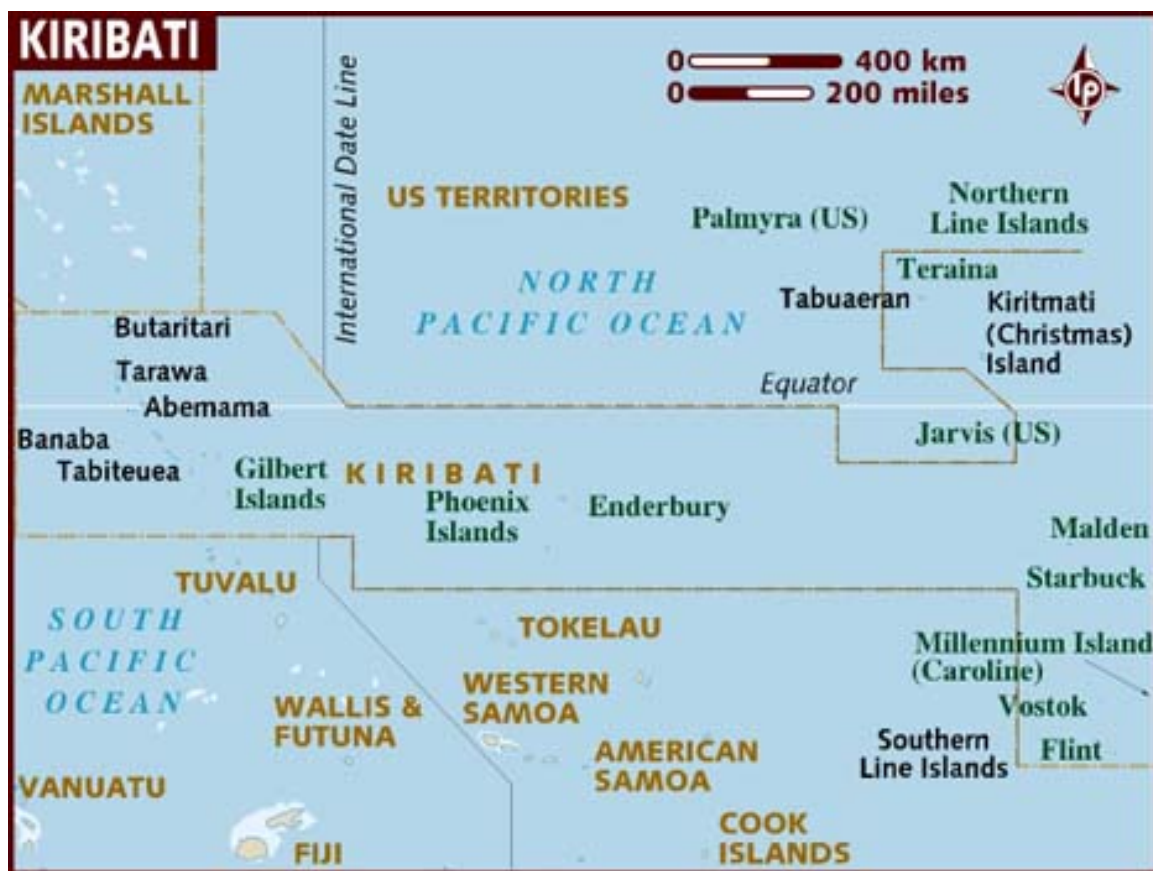 KIRIBATI
0 400 km
0 200 miles
LP
MARSHALL
ISLANDS
International Date Line
US TERRITORIES
Palmyra (US)
Northern
Line Islands
Teraina
NORTH
PACIFIC OCEAN
Tabuaeran
Kiritmati
(Christmas)
Island
Butaritari
Tarawa
Abemama
Equator
Banaba
Tabiteuea
Gilbert
Islands
KIRIBATI
Phoenix
Islands
Enderbury
Jarvis (US)
Malden
Starbuck
TUVALU
TOKELAU
SOUTH
PACIFIC
OCEAN
Millennium Island
(Caroline)
WALLIS &
FUTUNA
WESTERN
SAMOA
Vostok
AMERICAN
SAMOA
Southern
Line Islands
Flint
VANUATU
FIJI
COOK
ISLANDS